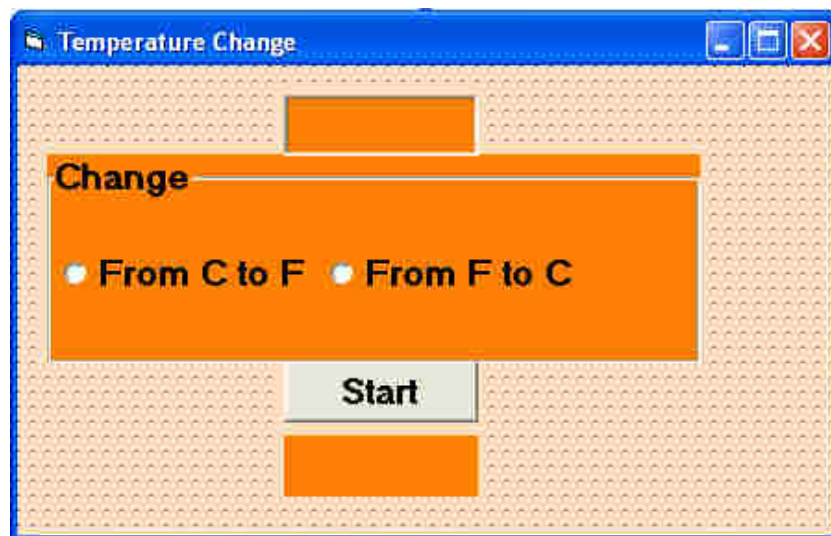 Temperature Change
Change
From C to F From F to C
Start